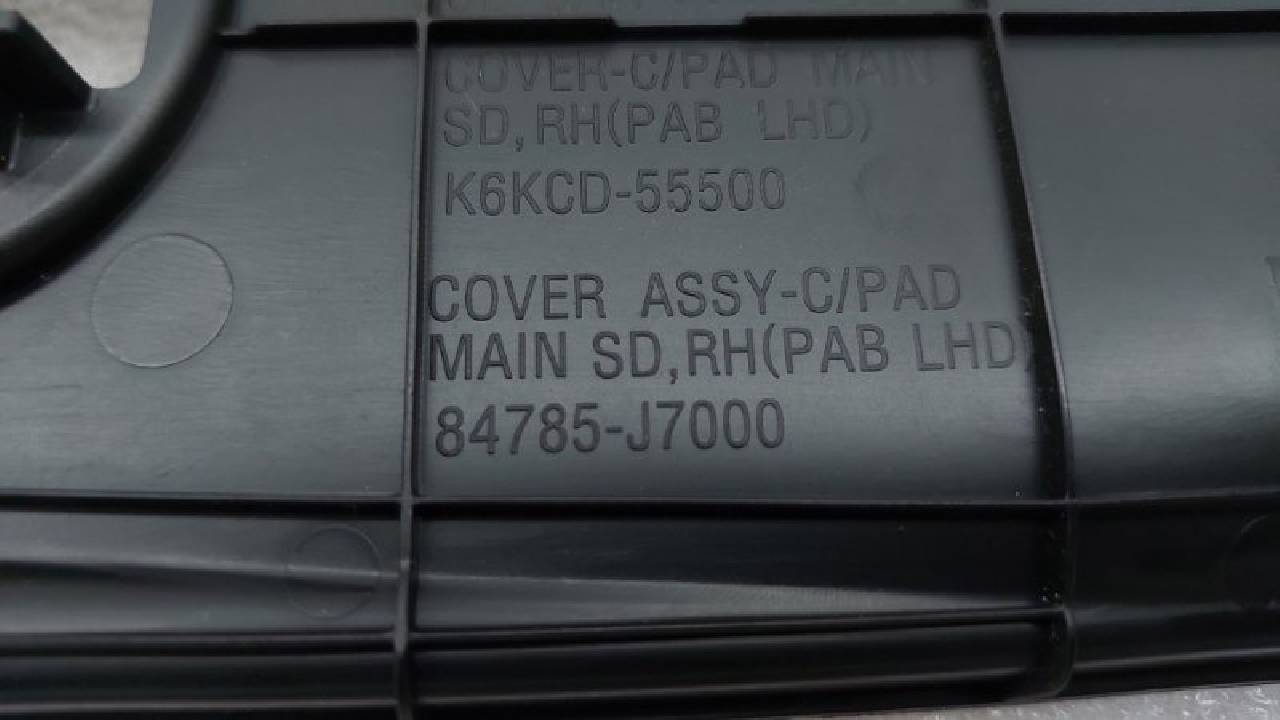 COVER-C/PAD MAIN
SD,RH(PAB LHD)
K6KCD-55500
COVER ASSY-C/PAD
MAIN SD,RH(PAB LHD)
84785-J7000